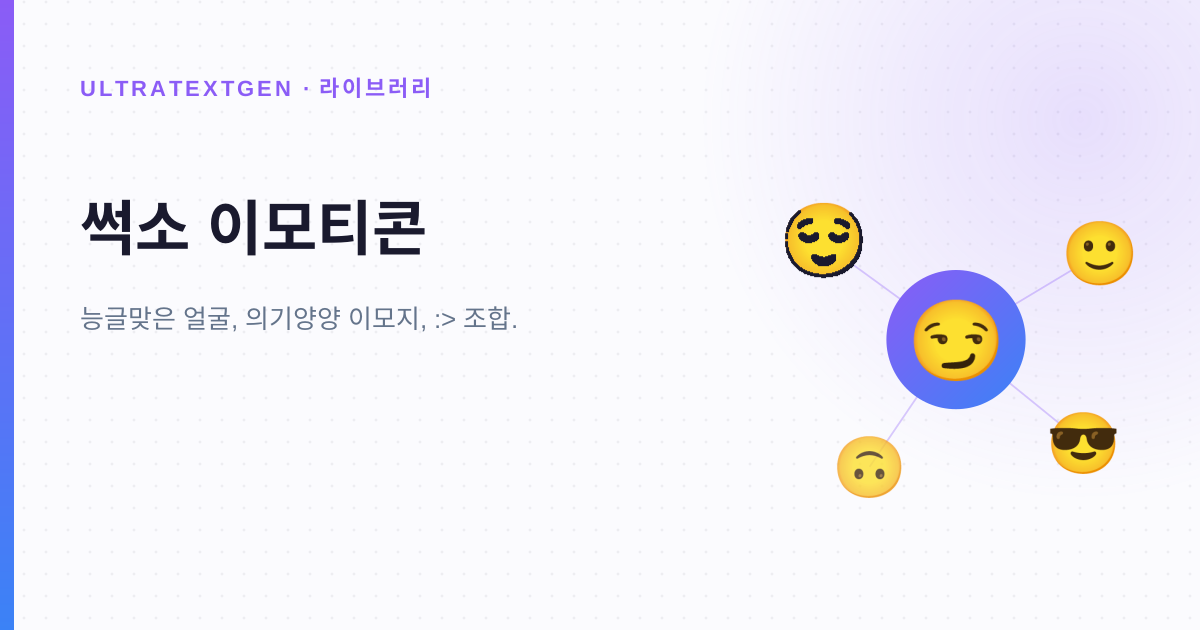 ULTRATEXTGEN · 라이브러리
썩소 이모티콘
능글맞은 얼굴, 의기양양 이모지, :> 조합.